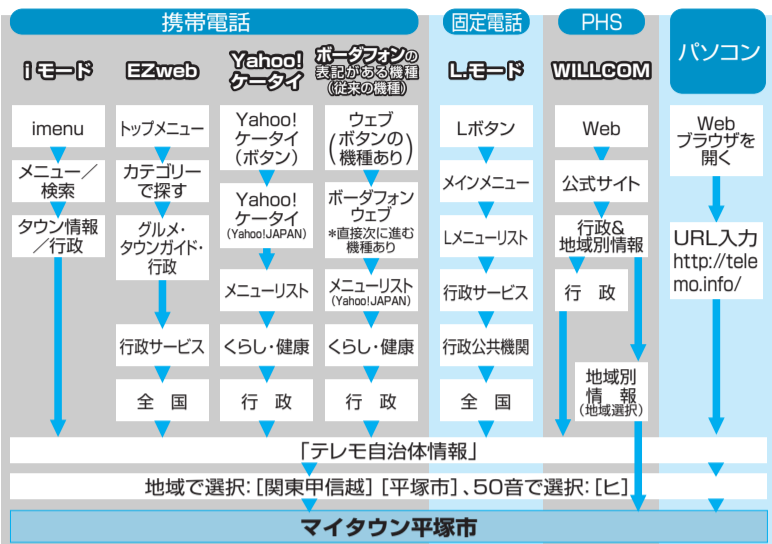 携帯電話
iモード
imenu
メニュー／
検索
タウン情報
／行政
EZweb
トップメニュー
カテゴリー
で探す
グルメ・
タウンガイド・
行政
行政サービス
全 国
Yahoo!
ケータイ
Yahoo!
ケータイ
(ボタン)
Yahoo!
ケータイ
(Yahoo!JAPAN)
メニューリスト
くらし・健康
行 政
ボーダフォンの
表記がある機種
(従来の機種)
ウェブ
(ボタンの
機種あり)
ボーダフォン
ウェブ
*直接次に進む
機種あり
メニューリスト
(Yahoo!JAPAN)
くらし・健康
行 政
固定電話
L.モード
Lボタン
メインメニュー
Lメニューリスト
行政サービス
行政公共機関
全 国
PHS
WILLCOM
Web
公式サイト
行政&
地域別情報
行 政
地域別
情 報
(地域選択)
パソコン
Web
ブラウザを
開く
URL入力
http://tele
mo.info/
「テレモ自治体情報」
地域で選択:[関東甲信越] [平塚市]、50音で選択:[ヒ]
マイタウン平塚市